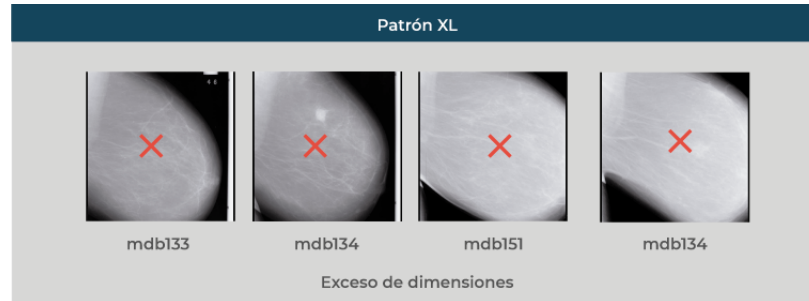 Patrón XL
mdb133
mdb134
mdb151
mdb134
Exceso de dimensiones